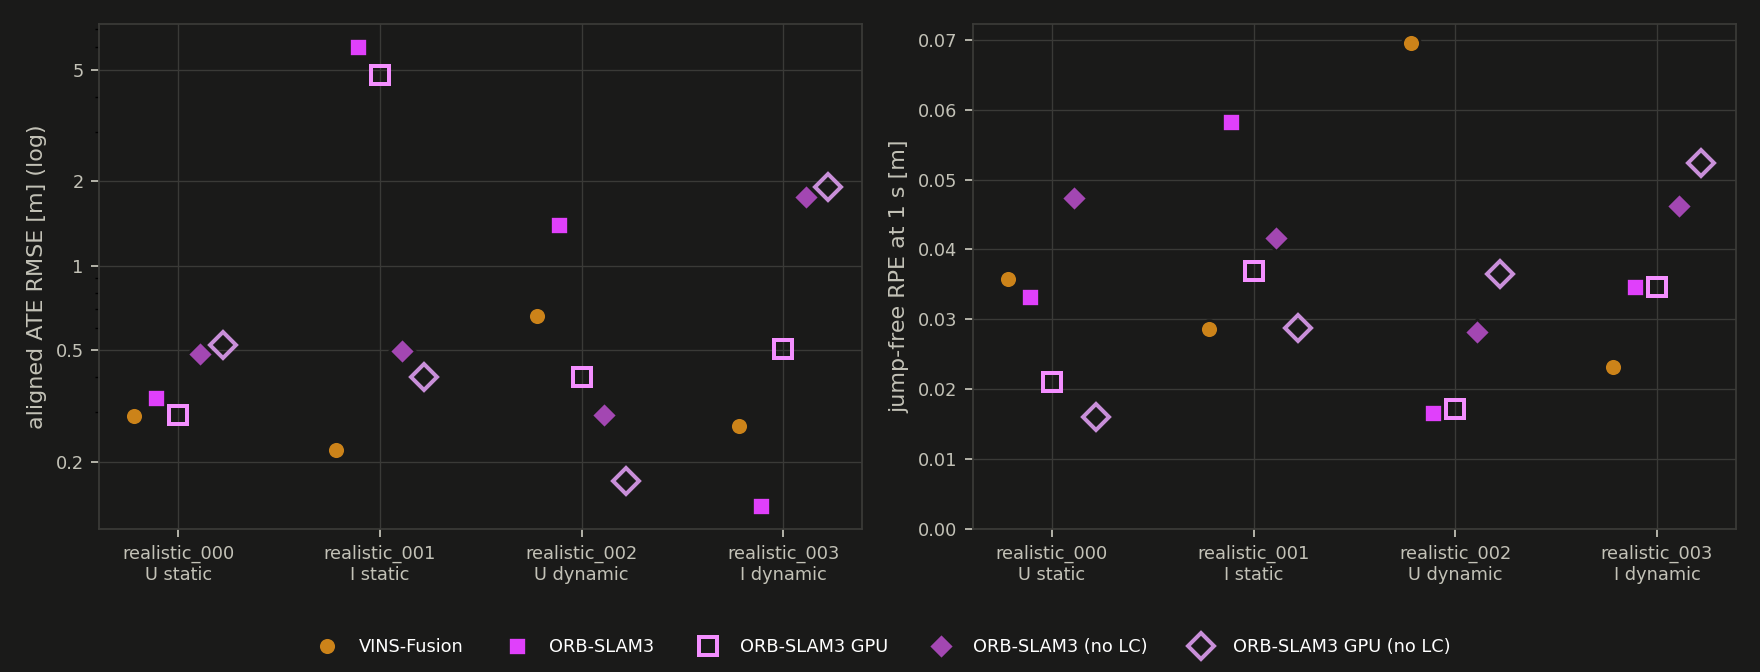 aligned ATE RMSE [m] (log)
5
2
1
0.5
0.2
realistic_000
U static
realistic_001
I static
realistic_002
U dynamic
realistic_003
I dynamic
jump-free RPE at 1 s [m]
0.07
0.06
0.05
0.04
0.03
0.02
0.01
0.00
realistic_000
U static
realistic_001
I static
realistic_002
U dynamic
realistic_003
I dynamic
VINS-Fusion
ORB-SLAM3
ORB-SLAM3 GPU
ORB-SLAM3 (no LC)
ORB-SLAM3 GPU (no LC)